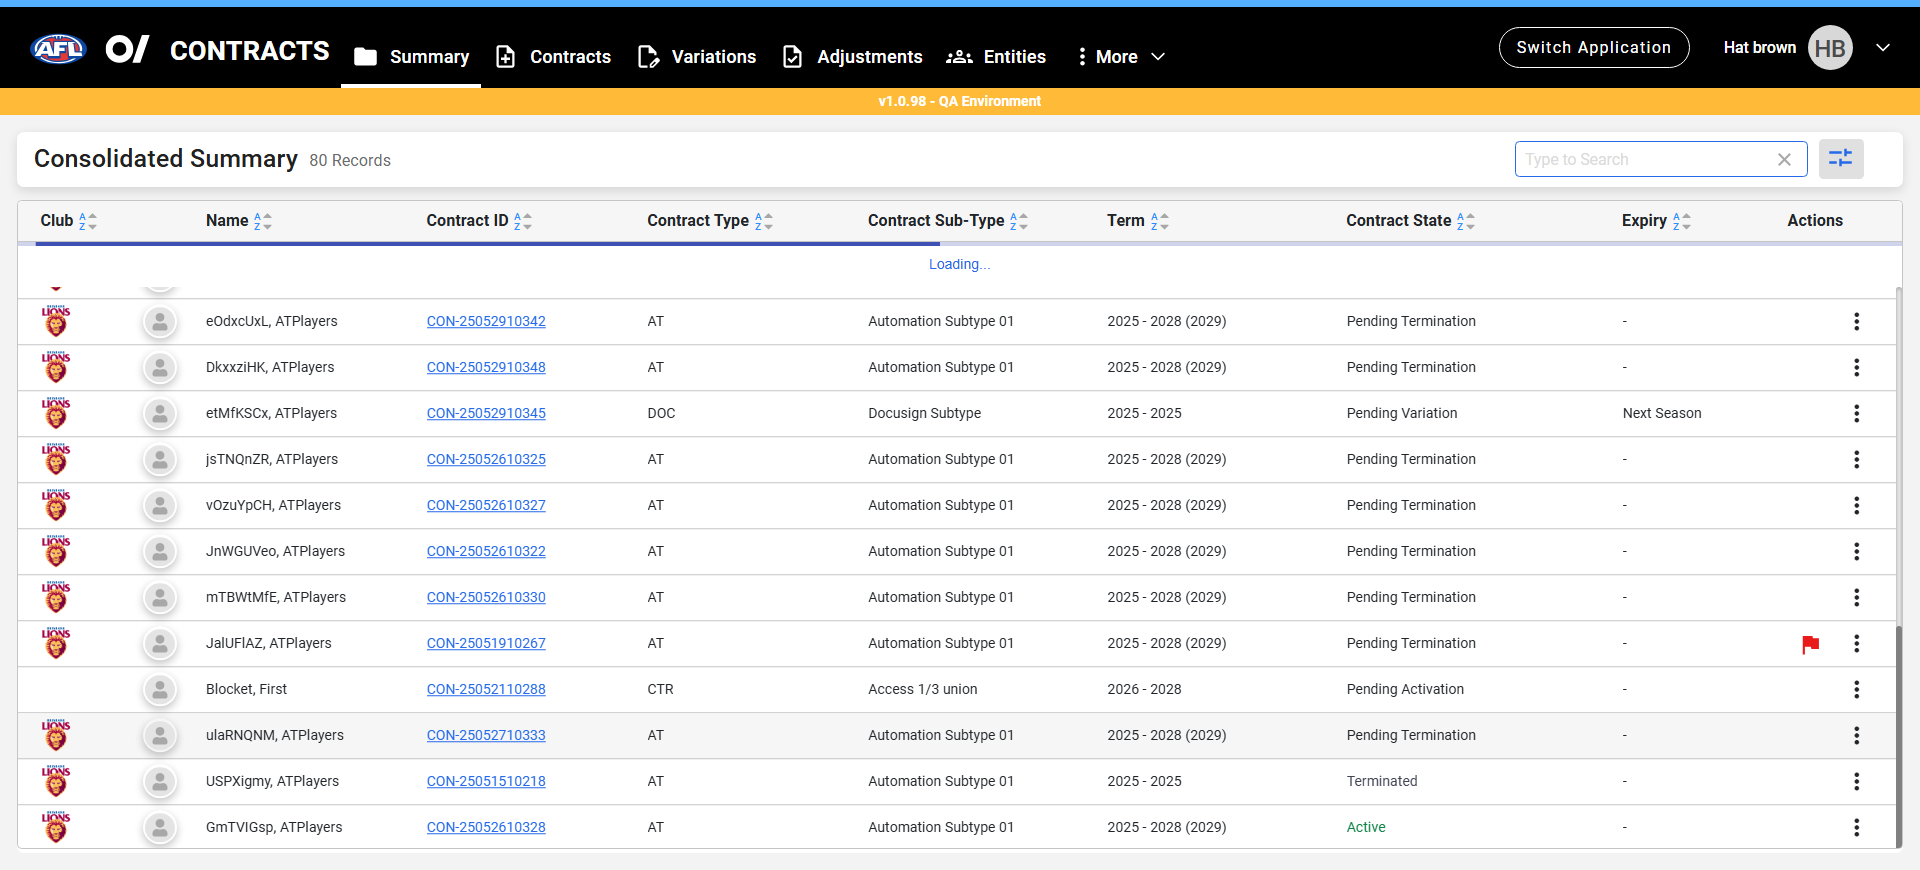 AFL CONTRACTS Summary Contracts Variations Adjustments Entities More Switch Application Hat brown HB
v1.0.98 - QA Environment
Consolidated Summary 80 Records Type to Search
Club Name Contract ID Contract Type Contract Sub-Type Term Contract State Expiry Actions
Loading...
LIONS eOdxcUxL, ATPlayers CON-25052910342 AT Automation Subtype 01 2025 - 2028 (2029) Pending Termination -
LIONS DkxxziHK, ATPlayers CON-25052910348 AT Automation Subtype 01 2025 - 2028 (2029) Pending Termination -
LIONS etMfKSCx, ATPlayers CON-25052910345 DOC Docusign Subtype 2025 - 2025 Pending Variation Next Season
LIONS jsTNQnZR, ATPlayers CON-25052610325 AT Automation Subtype 01 2025 - 2028 (2029) Pending Termination -
LIONS vOzuYpCH, ATPlayers CON-25052610327 AT Automation Subtype 01 2025 - 2028 (2029) Pending Termination -
LIONS JnWGUVeo, ATPlayers CON-25052610322 AT Automation Subtype 01 2025 - 2028 (2029) Pending Termination -
LIONS mTBWtMfE, ATPlayers CON-25052610330 AT Automation Subtype 01 2025 - 2028 (2029) Pending Termination -
LIONS JalUFlAZ, ATPlayers CON-25051910267 AT Automation Subtype 01 2025 - 2028 (2029) Pending Termination -
Blocket, First CON-25052110288 CTR Access 1/3 union 2026 - 2028 Pending Activation -
LIONS ulaRNQNM, ATPlayers CON-25052710333 AT Automation Subtype 01 2025 - 2028 (2029) Pending Termination -
LIONS USPXigmy, ATPlayers CON-25051510218 AT Automation Subtype 01 2025 - 2025 Terminated -
LIONS GmTVIGsp, ATPlayers CON-25052610328 AT Automation Subtype 01 2025 - 2028 (2029) Active -